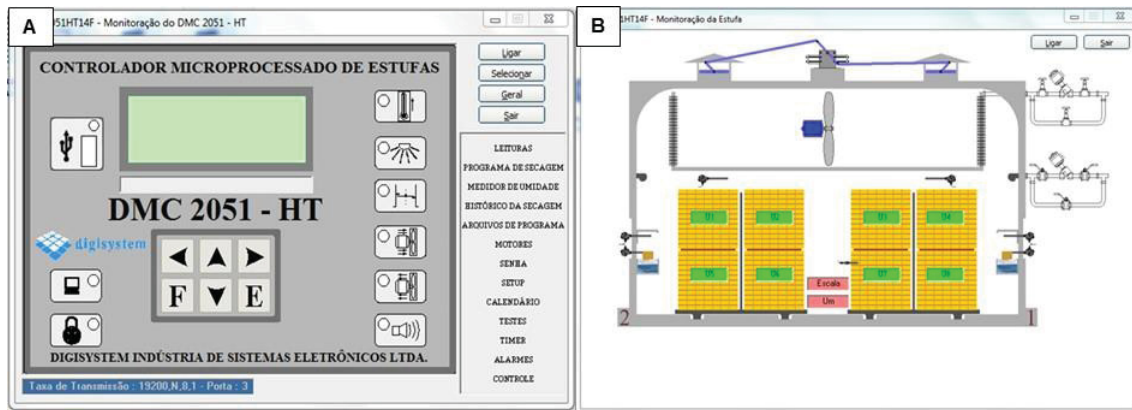 A
051HT14F - Monitoração do DMC 2051 - HT
CONTROLADOR MICROPROCESSADO DE ESTUFAS
DMC 2051 - HT
digisystem
F
E
DIGISYSTEM INDÚSTRIA DE SISTEMAS ELETRÔNICOS LTDA.
Taxa de Transmissão : 19200,N,8,1 - Porta : 3
Ligar
Selecionar
Geral
Sair
LEITURAS
PROGRAMA DE SECAGEM
MEDIDOR DE UMIDADE
HISTÓRICO DA SECAGEM
ARQUIVOS DE PROGRAMA
MOTORES
SENHA
SETUP
CALENDÁRIO
TESTES
TIMER
ALARMES
CONTROLE
B
51HT14F - Monitoração da Estufa
Ligar
Sair
Escala
Um
2
1